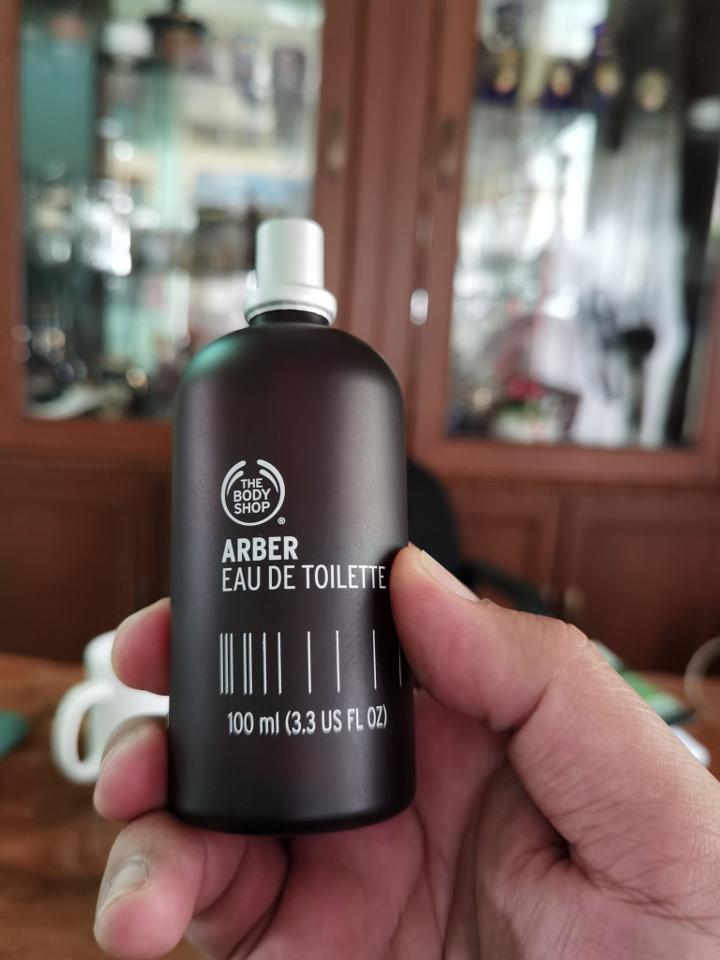 THE
BODY
SHOP
®
ARBER
EAU DE TOILETTE
100 ml (3.3 US FL OZ)